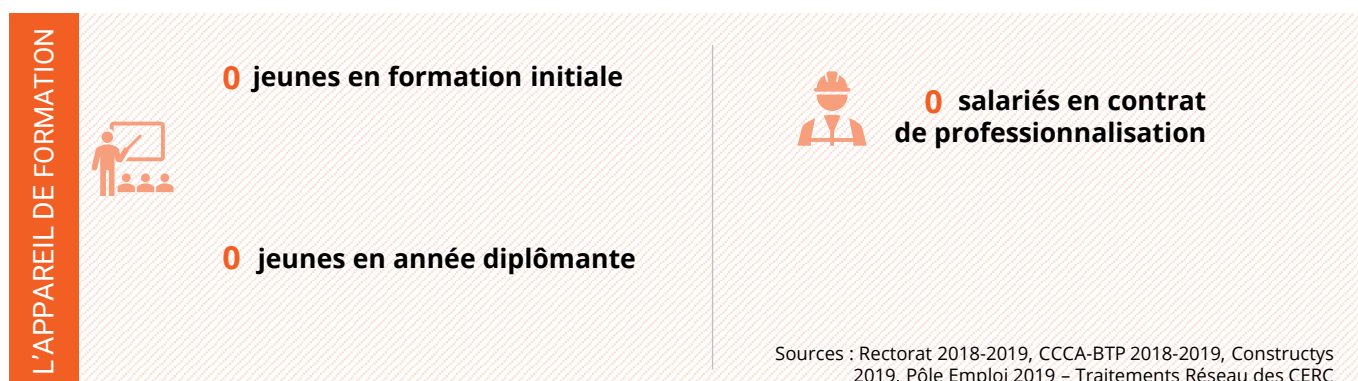 L'APPAREIL DE FORMATION
0 jeunes en formation initiale
0 jeunes en année diplômante
0 salariés en contrat
de professionnalisation
Sources : Rectorat 2018-2019, CCCA-BTP 2018-2019, Constructys
2019, Pôle Emploi 2019 – Traitements Réseau des CERC